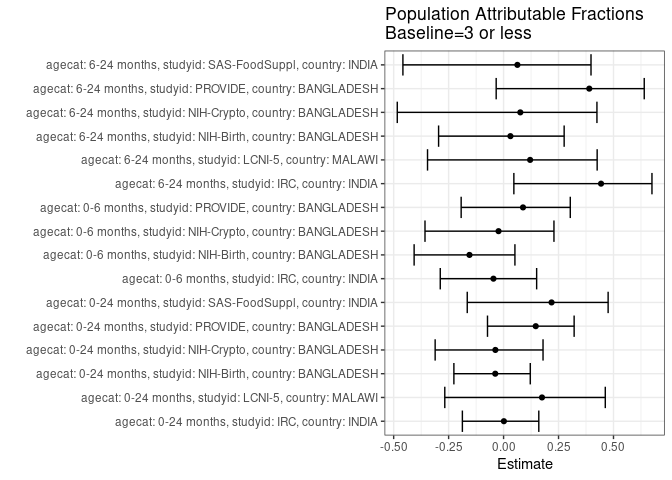 Population Attributable Fractions
Baseline=3 or less
agecat: 6-24 months, studyid: SAS-FoodSuppl, country: INDIA
agecat: 6-24 months, studyid: PROVIDE, country: BANGLADESH
agecat: 6-24 months, studyid: NIH-Crypto, country: BANGLADESH
agecat: 6-24 months, studyid: NIH-Birth, country: BANGLADESH
agecat: 6-24 months, studyid: LCNI-5, country: MALAWI
agecat: 6-24 months, studyid: IRC, country: INDIA
agecat: 0-6 months, studyid: PROVIDE, country: BANGLADESH
agecat: 0-6 months, studyid: NIH-Crypto, country: BANGLADESH
agecat: 0-6 months, studyid: NIH-Birth, country: BANGLADESH
agecat: 0-6 months, studyid: IRC, country: INDIA
agecat: 0-24 months, studyid: SAS-FoodSuppl, country: INDIA
agecat: 0-24 months, studyid: PROVIDE, country: BANGLADESH
agecat: 0-24 months, studyid: NIH-Crypto, country: BANGLADESH
agecat: 0-24 months, studyid: NIH-Birth, country: BANGLADESH
agecat: 0-24 months, studyid: LCNI-5, country: MALAWI
agecat: 0-24 months, studyid: IRC, country: INDIA
-0.50 -0.25 0.00 0.25 0.50
Estimate